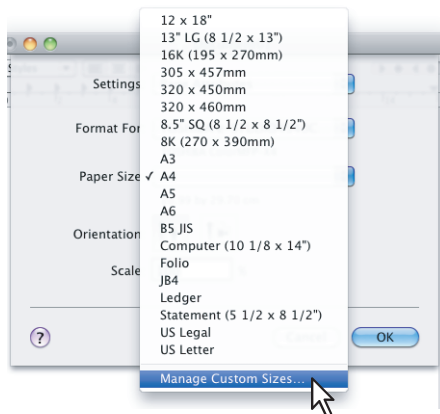 12 x 18"
13" LG (8 1/2 x 13")
16K (195 x 270mm)
305 x 457mm
Settings
320 x 450mm
320 x 460mm
Format For
8.5" SQ (8 1/2 x 8 1/2")
8K (270 x 390mm)
A3
Paper Size ✓ A4
A5
A6
B5 JIS
Orientation
Computer (10 1/8 x 14")
Folio
Scale
JB4
Ledger
Statement (5 1/2 x 8 1/2")
US Legal
? Cancel OK
US Letter
Manage Custom Sizes...